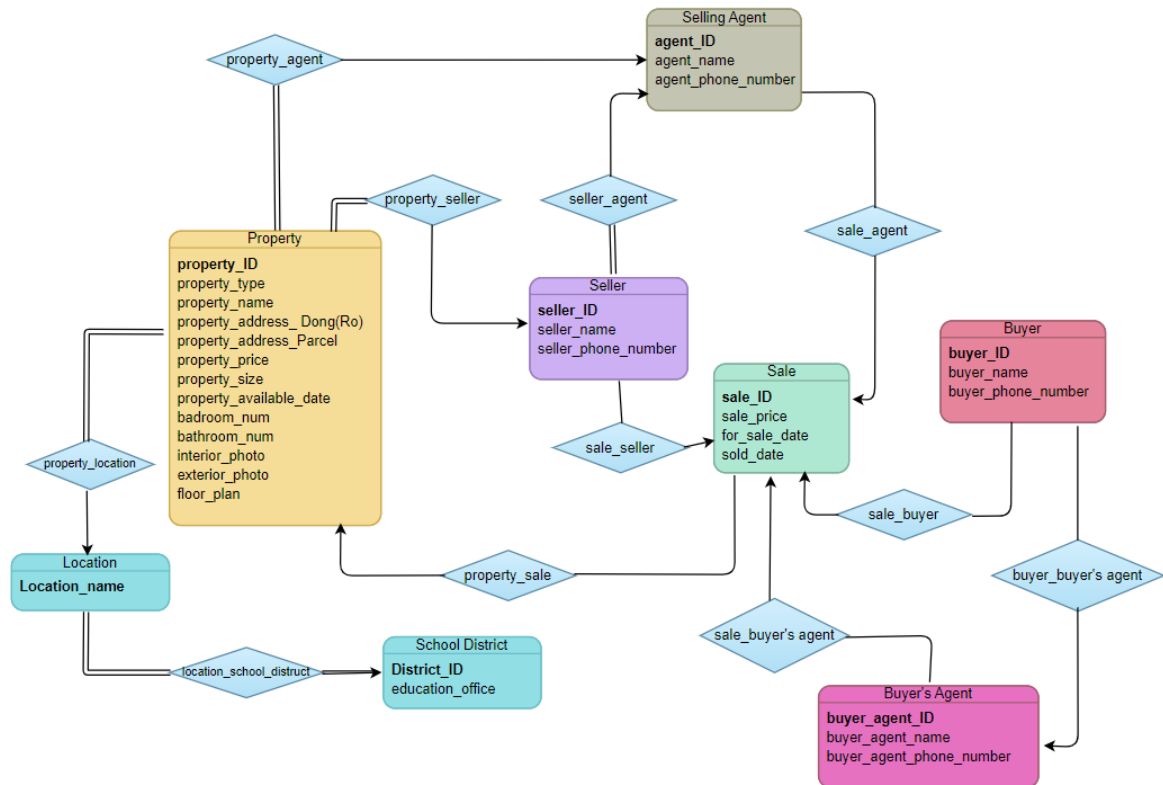 Selling Agent
agent_ID
agent_name
agent_phone_number
property_agent
property_seller
seller_agent
sale_agent
Property
property_ID
property_type
property_name
property_address_ Dong(Ro)
property_address_Parcel
property_price
property_size
property_available_date
badroom_num
bathroom_num
interior_photo
exterior_photo
floor_plan
Seller
seller_ID
seller_name
seller_phone_number
Buyer
buyer_ID
buyer_name
buyer_phone_number
Sale
sale_ID
sale_price
for_sale_date
sold_date
sale_seller
property_location
sale_buyer
Location
Location_name
property_sale
buyer_buyer's agent
sale_buyer's agent
School District
District_ID
education_office
location_school_distruct
Buyer's Agent
buyer_agent_ID
buyer_agent_name
buyer_agent_phone_number